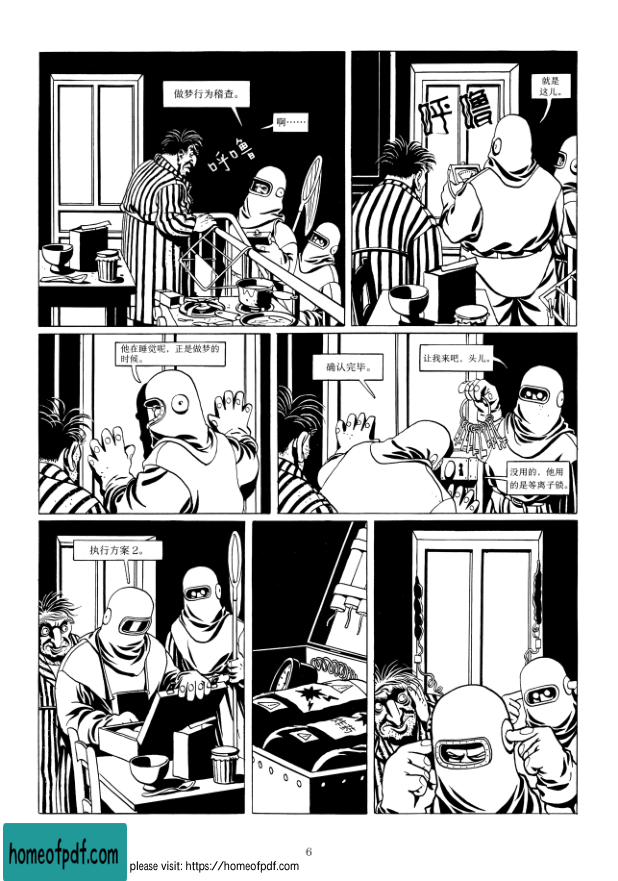 做梦行为稽查。
啊……
呼噜
就是
这儿。
呼噜
他在睡觉呢，正是做梦的
时候。
确认完毕。
让我来吧，头儿。
没用的，他用
的是等离子锁。
执行方案 2。
6
homeofpdf.com
please visit: https://homeofpdf.com